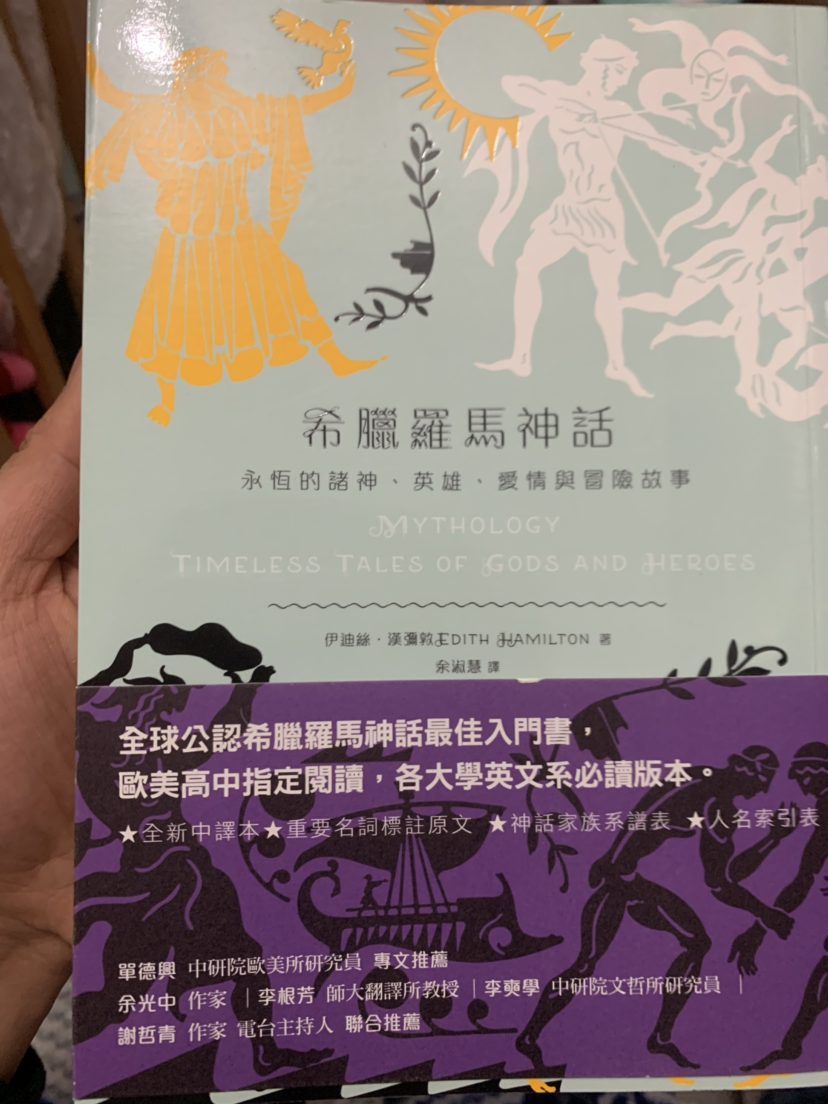 希臘羅馬神話
永恆的諸神、英雄、愛情與冒險故事
MYTHOLOGY
TIMELESS TALES OF GODS AND HEROES
伊迪絲·漢彌敦EDITH HAMILTON 著
余淑慧 譯
全球公認希臘羅馬神話最佳入門書，
歐美高中指定閱讀，各大學英文系必讀版本。
★全新中譯本★重要名詞標註原文 ★神話家族系譜表 ★人名索引表
單德興 中研院歐美所研究員 專文推薦
余光中 作家 ｜李根芳 師大翻譯所教授 ｜李奭學 中研院文哲所研究員 ｜
謝哲青 作家 電台主持人 聯合推薦